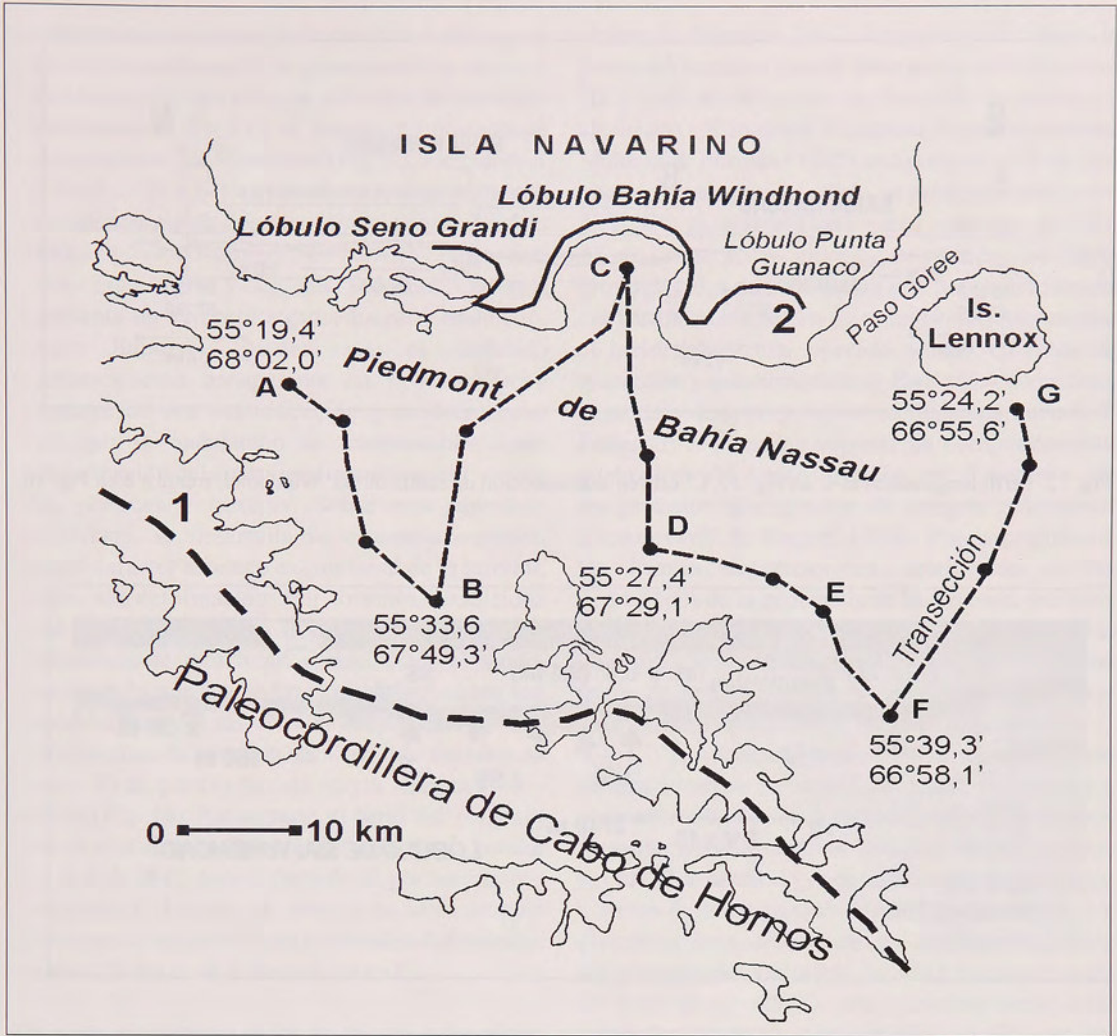 ISLA NAVARINO
Lóbulo Bahía Windhond
Lóbulo Seno Grandi
Lóbulo Punta
Guanaco
Paso Goree
Is.
Lennox
C
2
55°19,4’
68°02,0’
A
Piedmont
de
Bahía Nassau
55°24,2’
66°55,6’
G
1
B
55°33,6
67°49,3’
D
55°27,4’
67°29,1’
E
Transección
F
55°39,3’
66°58,1’
Paleocordillera de Cabo de Hornos
0 10 km